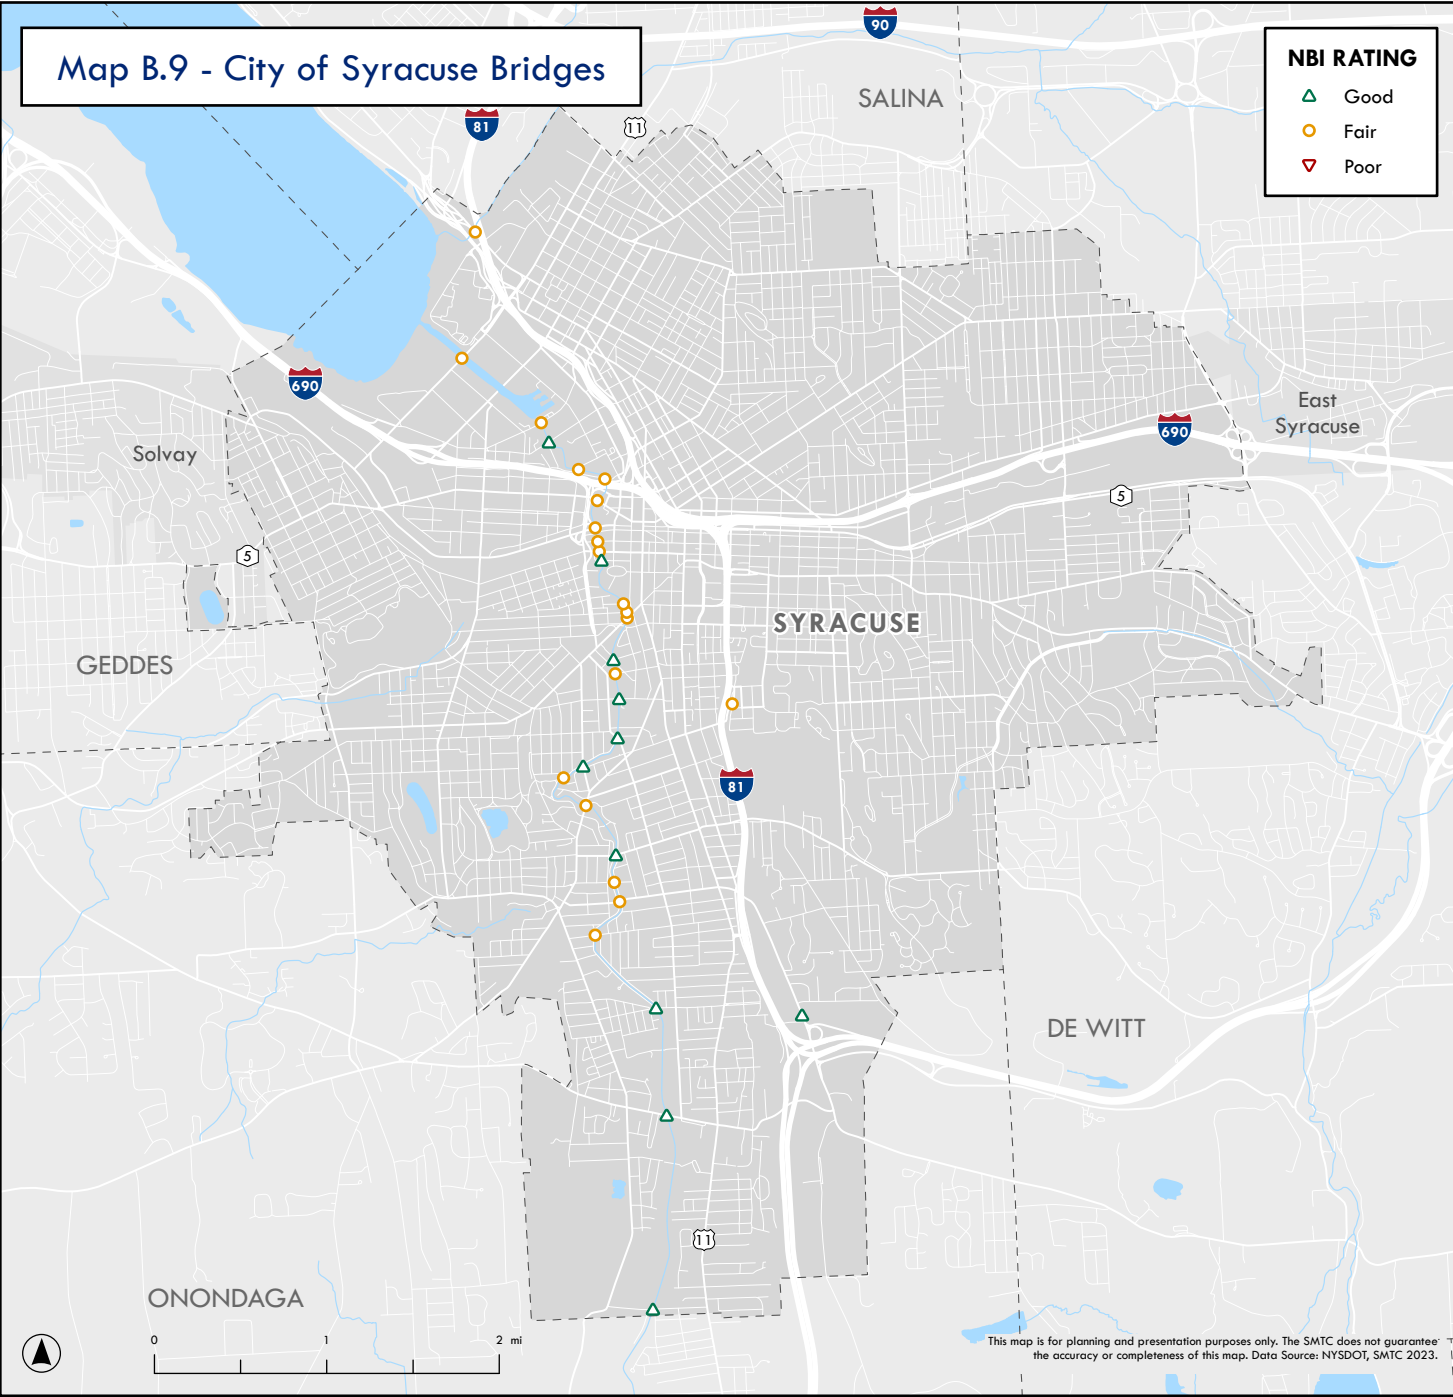 Map B.9 - City of Syracuse Bridges
90
NBI RATING
Good
Fair
Poor
SALINA
81
11
690
East
Syracuse
690
Solvay
5
5
SYRACUSE
GEDDES
81
DE WITT
11
ONONDAGA
0 1 2 mi
This map is for planning and presentation purposes only. The SMTC does not guarantee
the accuracy or completeness of this map. Data Source: NYSDOT, SMTC 2023.